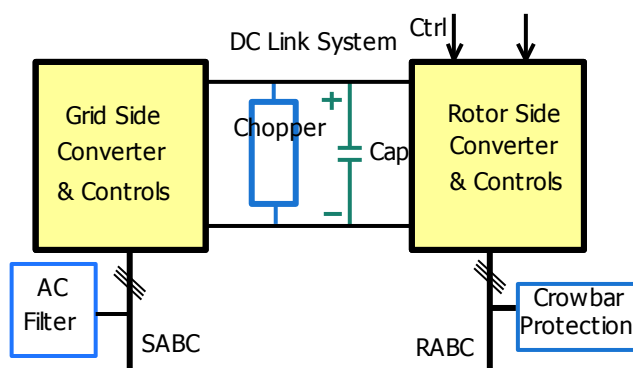 DC Link System
Ctrl
Grid Side
Converter
& Controls
Chopper
+
Cap
−
Rotor Side
Converter
& Controls
AC
Filter
SABC
RABC
Crowbar
Protection